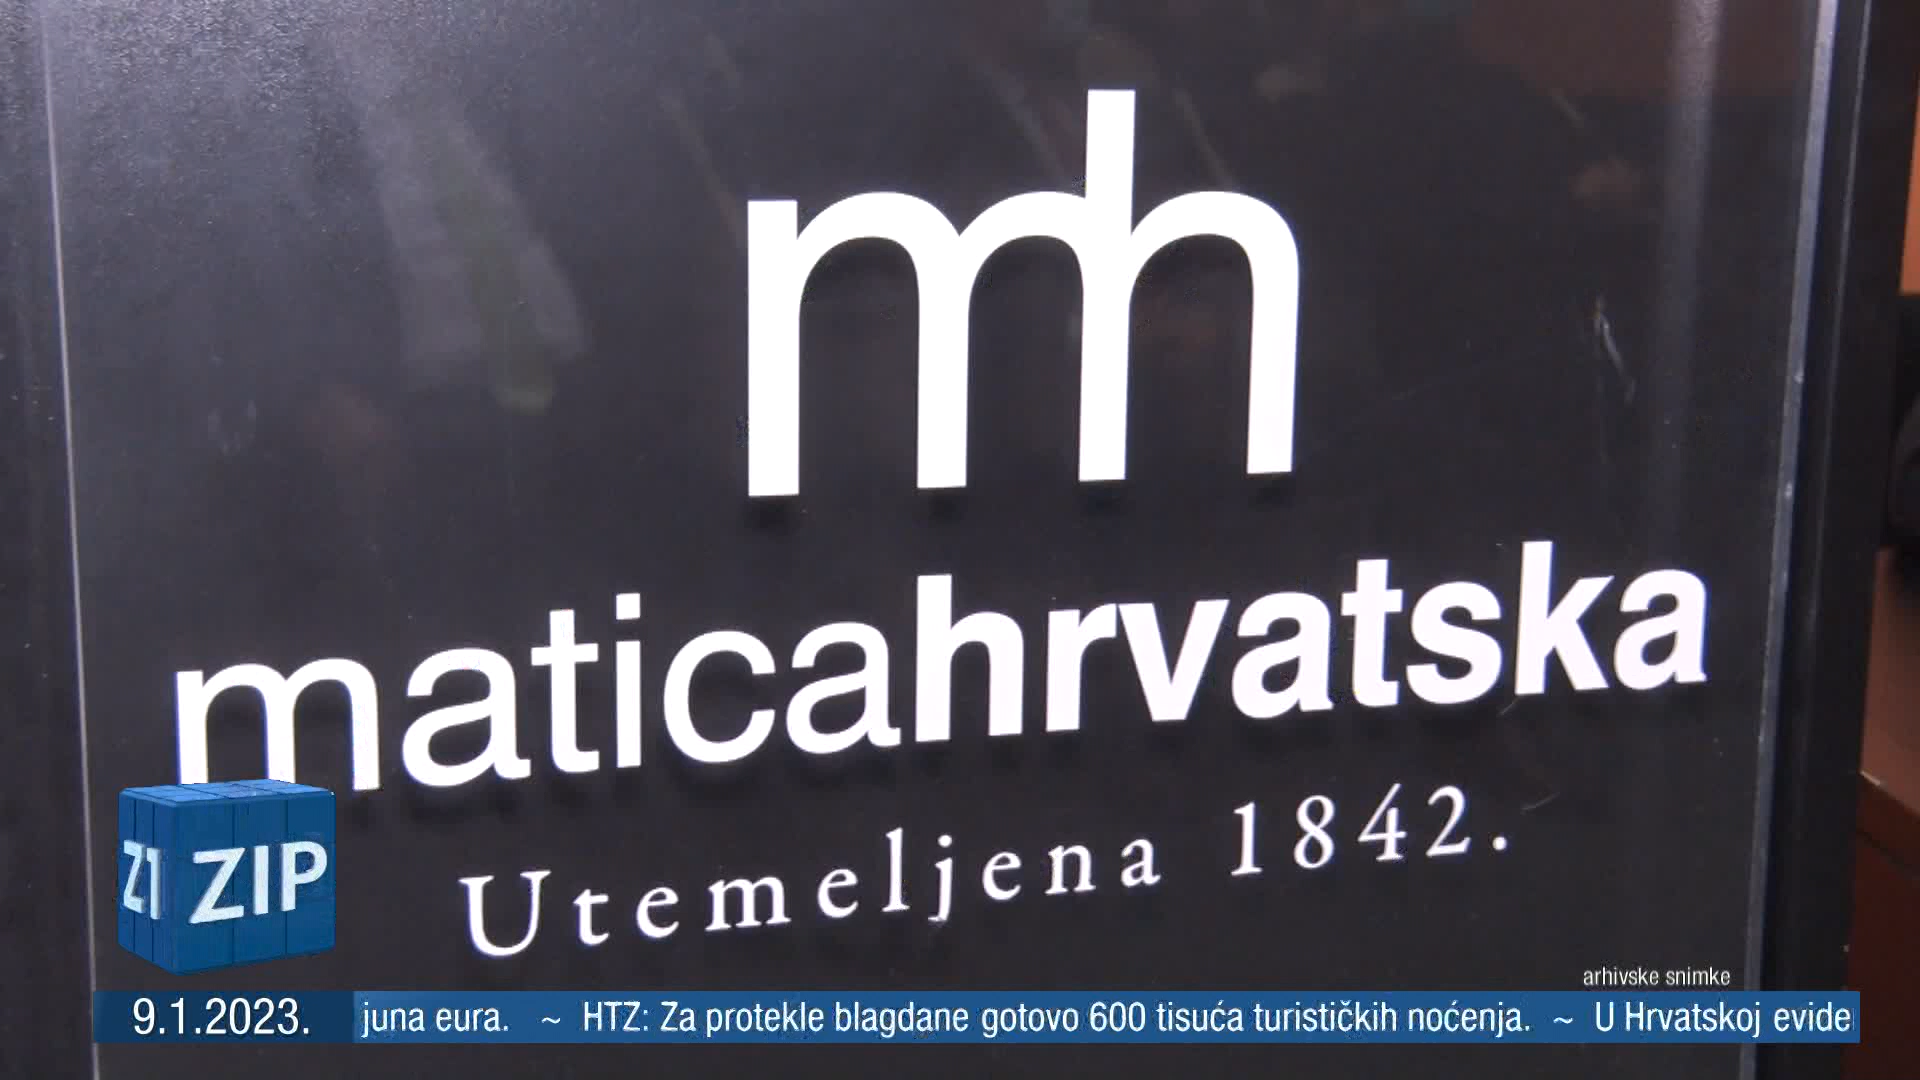 mh
maticahrvatska
Utemeljena 1842.
Z1 ZIP
arhivske snimke
9.1.2023. juna eura. ~ HTZ: Za protekle blagdane gotovo 600 tisuća turističkih noćenja. ~ U Hrvatskoj evide